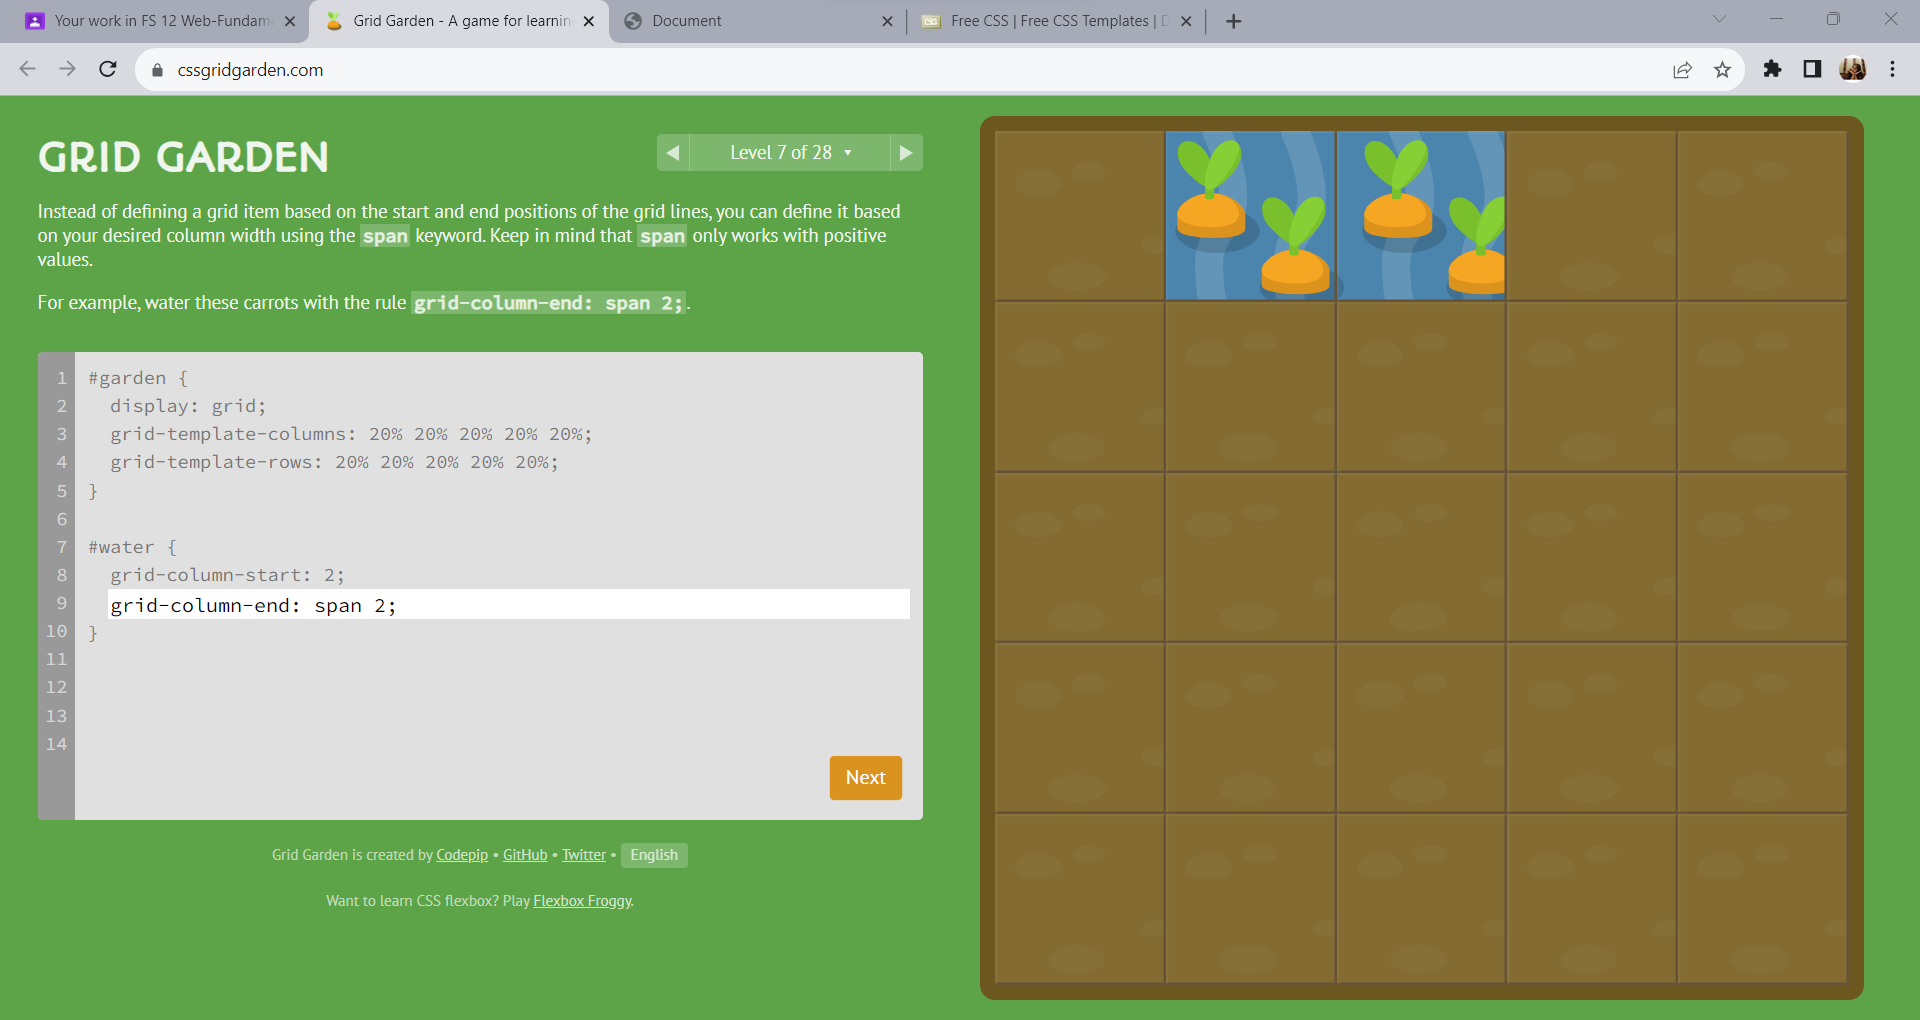 Your work in FS 12 Web-Fundam
Grid Garden - A game for learnin
Document
Free CSS | Free CSS Templates | D
cssgridgarden.com
GRID GARDEN
Level 7 of 28
Instead of defining a grid item based on the start and end positions of the grid lines, you can define it based
on your desired column width using the span keyword. Keep in mind that span only works with positive
values.
For example, water these carrots with the rule grid-column-end: span 2;.
1 #garden {
2 display: grid;
3 grid-template-columns: 20% 20% 20% 20% 20%;
4 grid-template-rows: 20% 20% 20% 20% 20%;
5 }
6
7 #water {
8 grid-column-start: 2;
9 grid-column-end: span 2;
10 }
11
12
13
14
Next
Grid Garden is created by Codepip • GitHub • Twitter • English
Want to learn CSS flexbox? Play Flexbox Froggy.